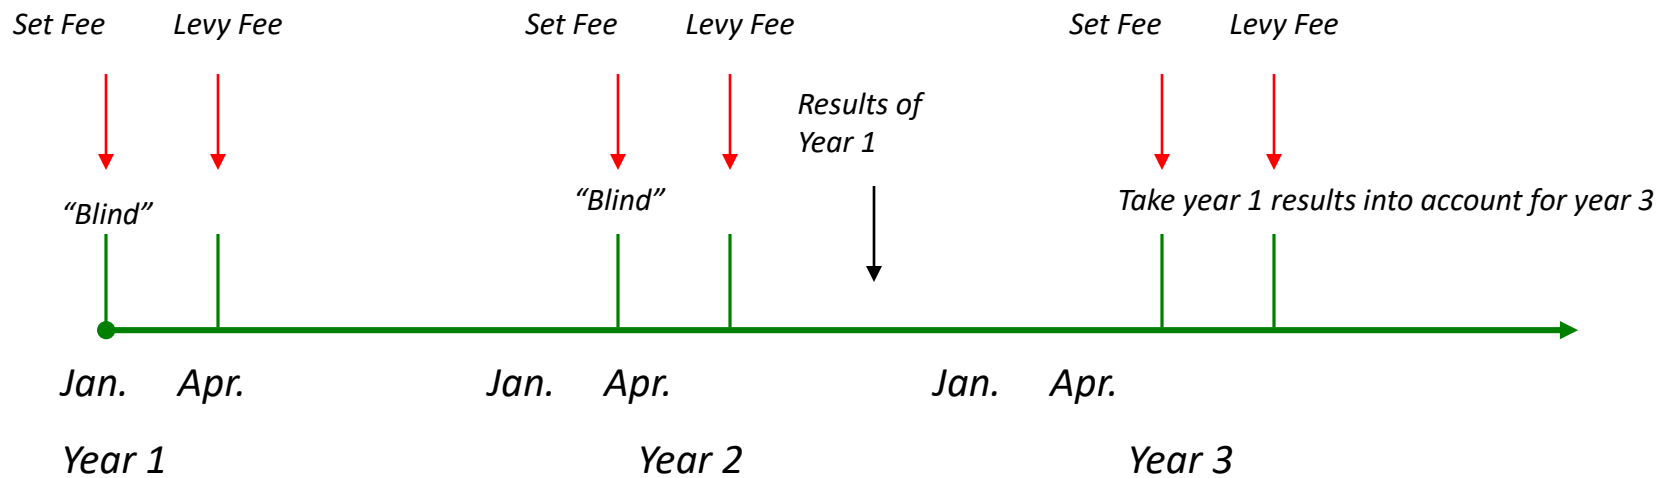 Set Fee Levy Fee Set Fee Levy Fee Set Fee Levy Fee
Results of
Year 1
“Blind” “Blind” Take year 1 results into account for year 3
Jan. Apr. Jan. Apr. Jan. Apr.
Year 1 Year 2 Year 3